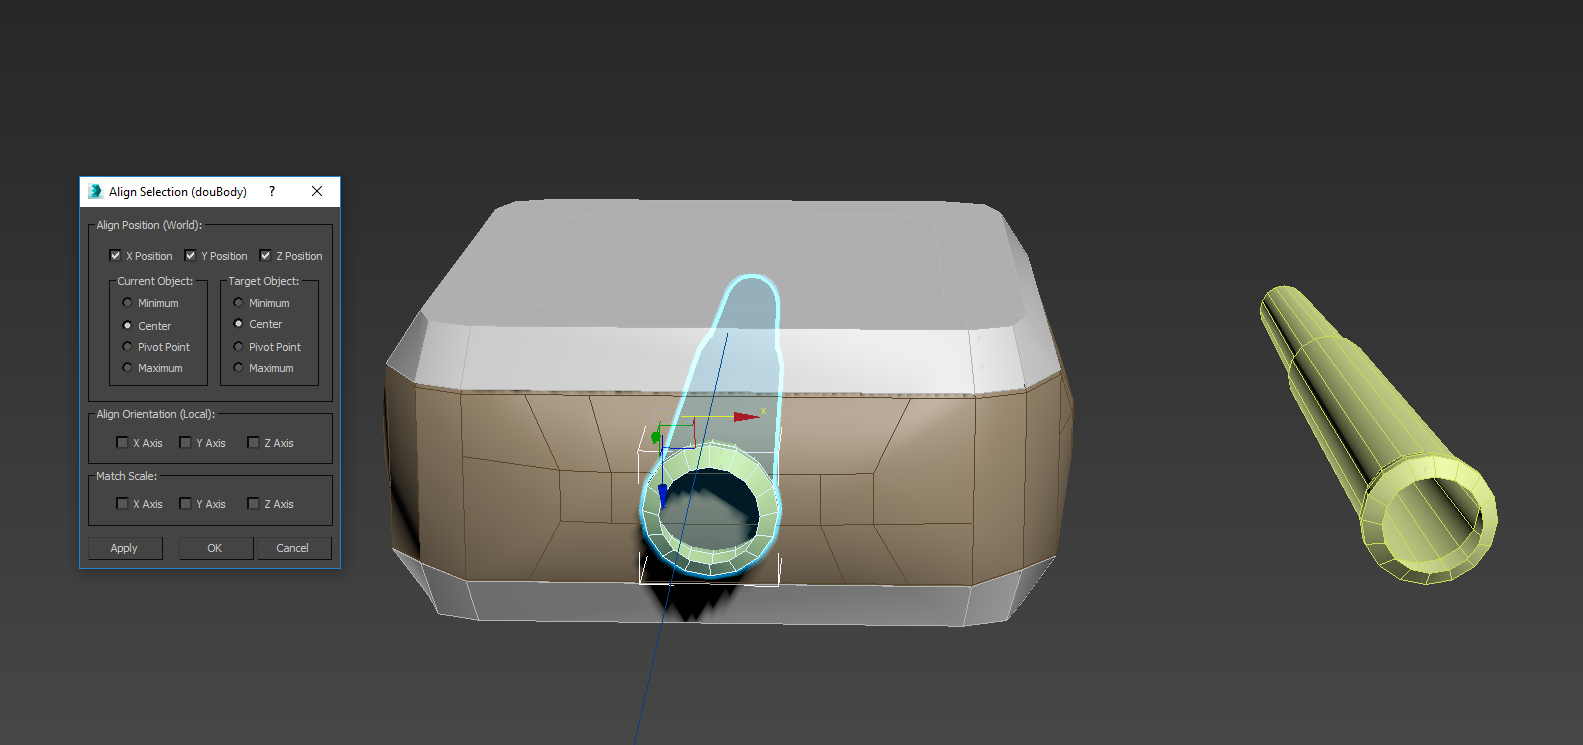 Align Selection (douBody) ?
Align Position (World):
X Position Y Position Z Position
Current Object: Target Object:
Minimum Minimum
Center Center
Pivot Point Pivot Point
Maximum Maximum
Align Orientation (Local):
X Axis Y Axis Z Axis
Match Scale:
X Axis Y Axis Z Axis
Apply OK Cancel
x